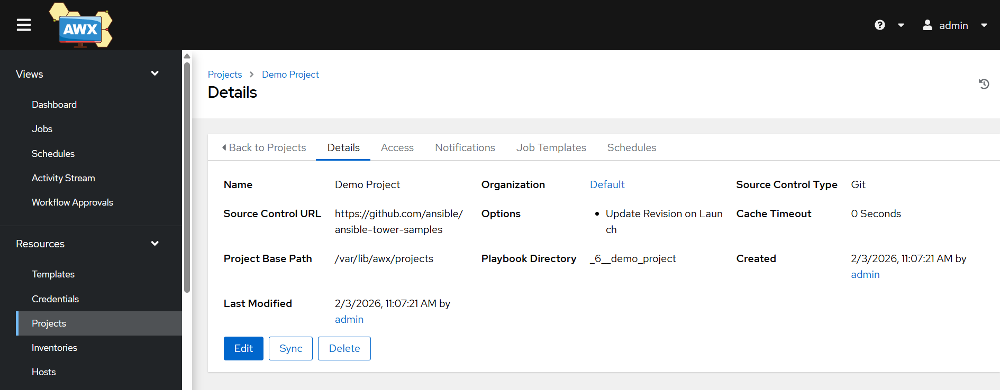 AWX
admin
Views
Dashboard
Jobs
Schedules
Activity Stream
Workflow Approvals
Resources
Templates
Credentials
Projects
Inventories
Hosts
Projects > Demo Project
Details
Back to Projects Details Access Notifications Job Templates Schedules
Name Demo Project Organization Default Source Control Type Git
Source Control URL https://github.com/ansible/ Options • Update Revision on Laun Cache Timeout 0 Seconds
ansible-tower-samples ch
Project Base Path /var/lib/awx/projects Playbook Directory _6__demo_project Created 2/3/2026, 11:07:21 AM by
admin
Last Modified 2/3/2026, 11:07:21 AM by
admin
Edit Sync Delete